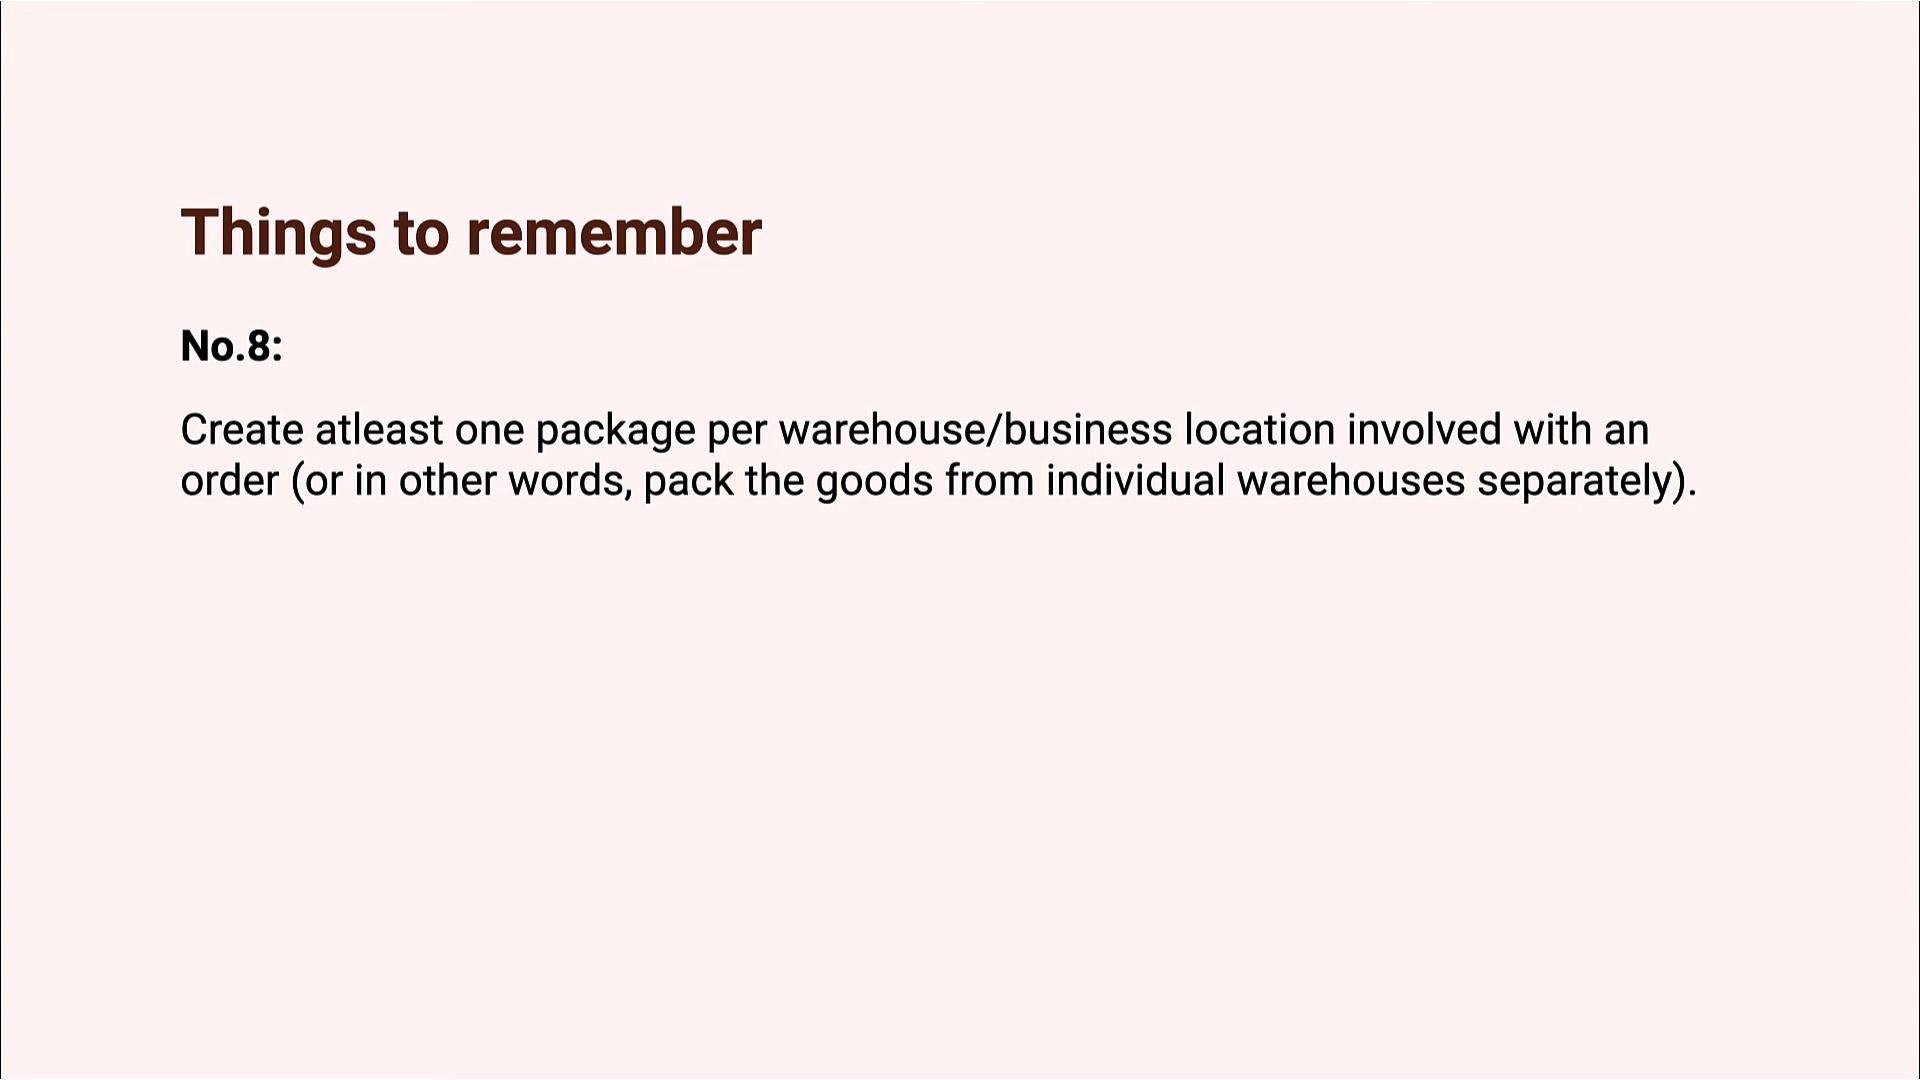 Things to remember
No.8:
Create atleast one package per warehouse/business location involved with an
order (or in other words, pack the goods from individual warehouses separately).